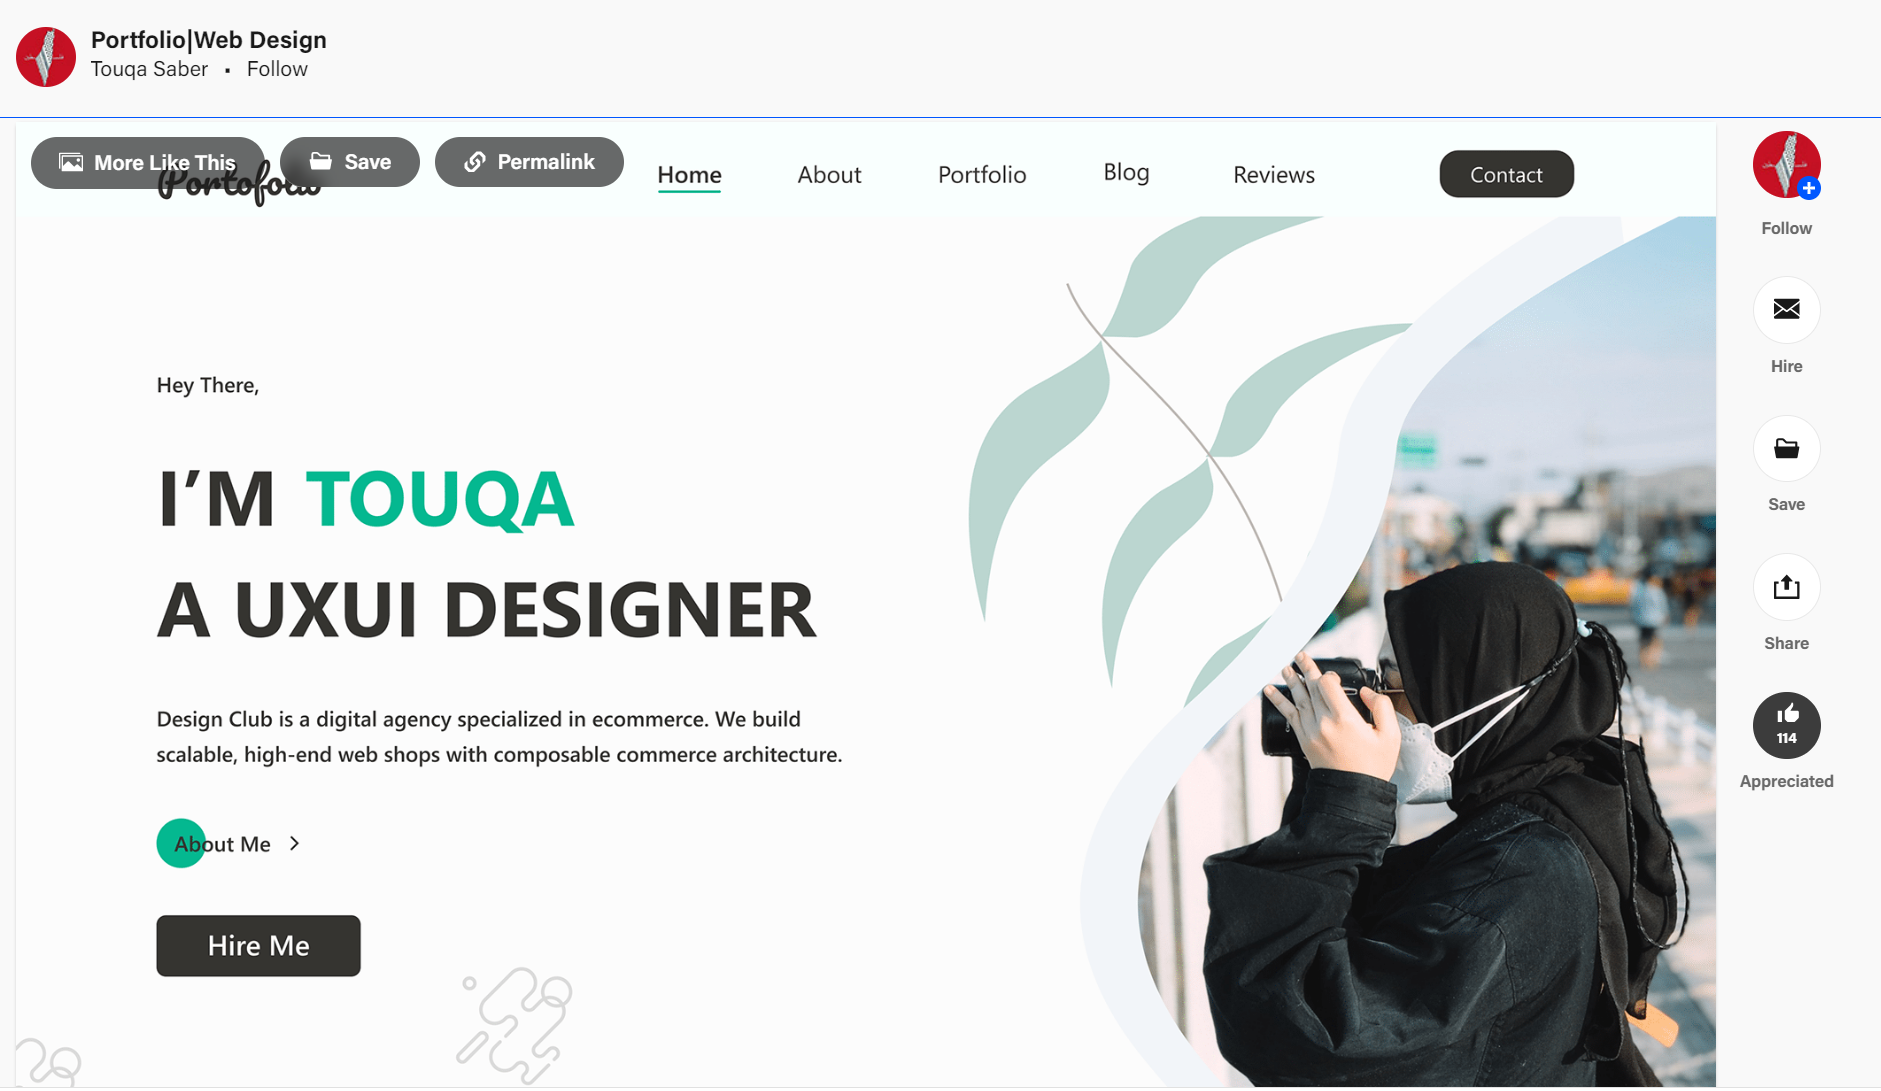 Portfolio|Web Design
Touqa Saber • Follow
More Like This
Save
Permalink
Portofolio
Home
About
Portfolio
Blog
Reviews
Contact
Hey There,
I’M TOUQA
A UXUI DESIGNER
Design Club is a digital agency specialized in ecommerce. We build
scalable, high-end web shops with composable commerce architecture.
About Me
Hire Me
Follow
Hire
Save
Share
114
Appreciated